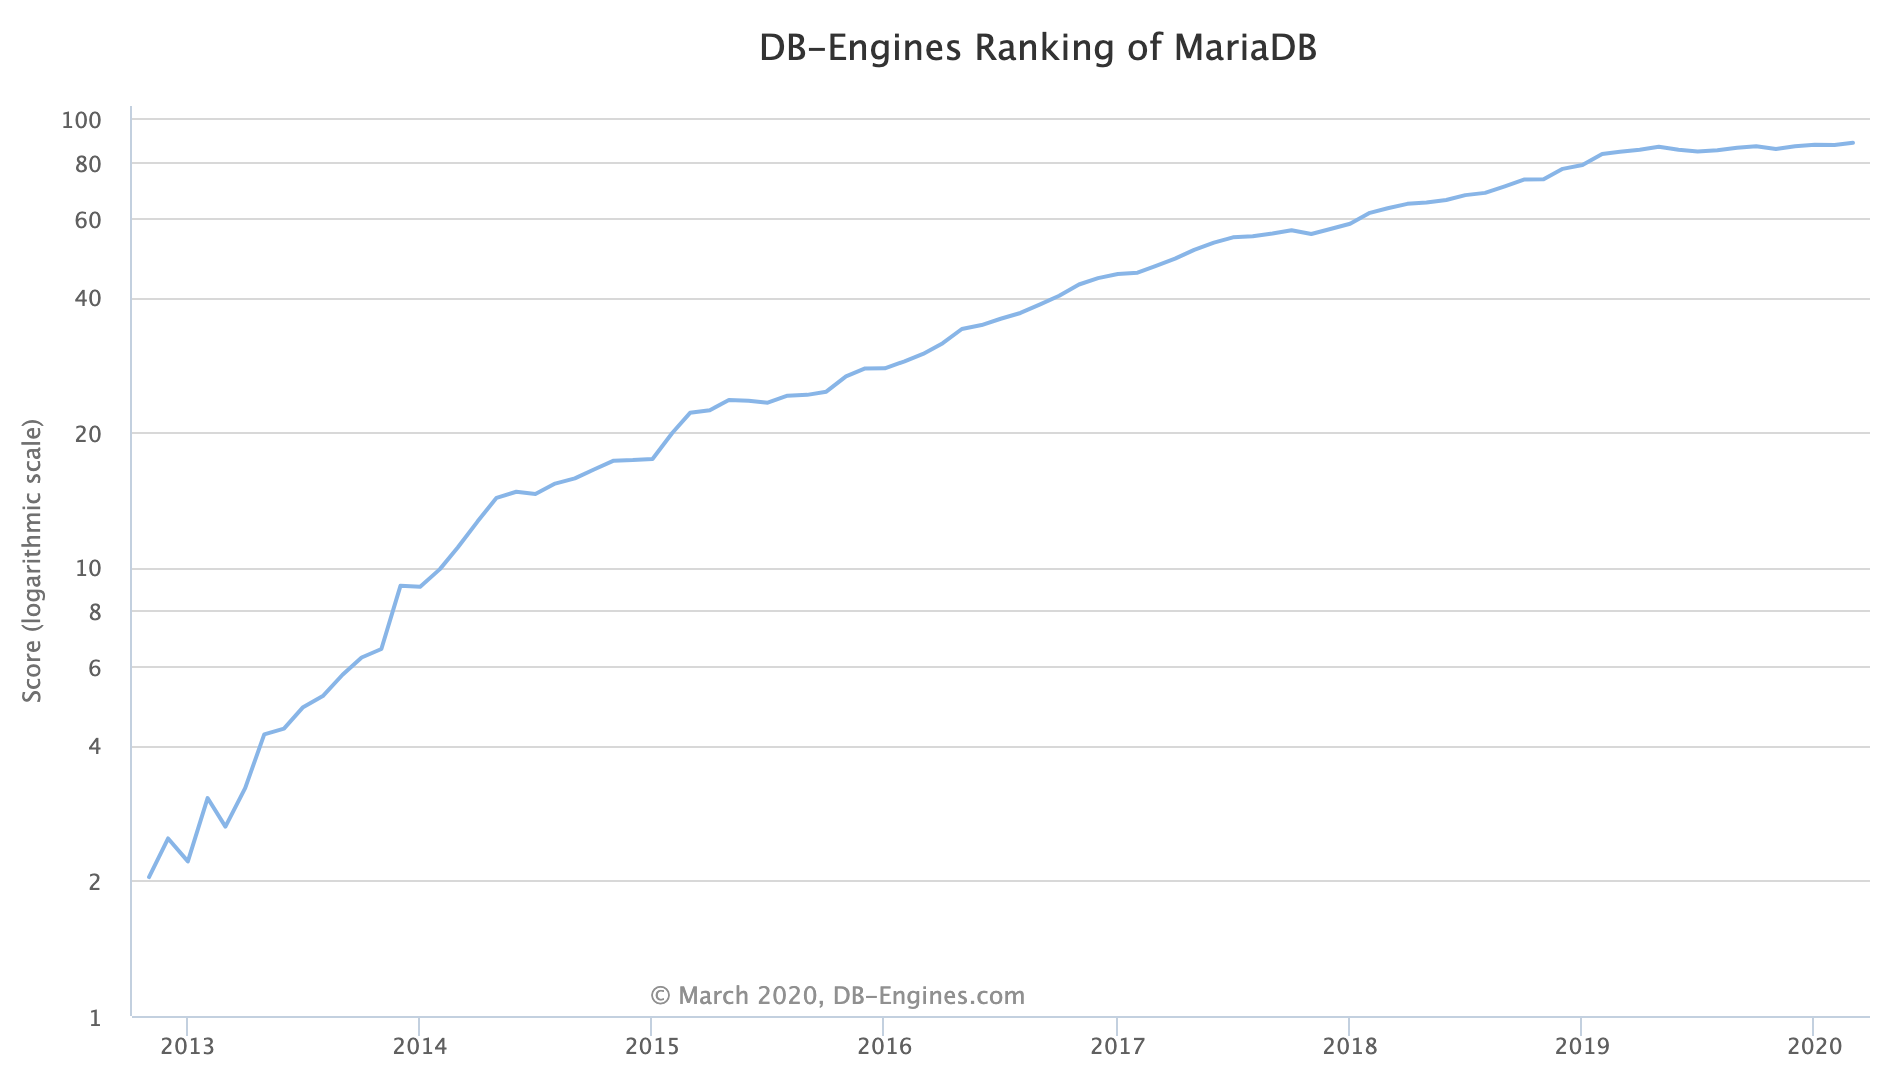 DB-Engines Ranking of MariaDB
Score (logarithmic scale)
100
80
60
40
20
10
8
6
4
2
1
© March 2020, DB-Engines.com
2013 2014 2015 2016 2017 2018 2019 2020